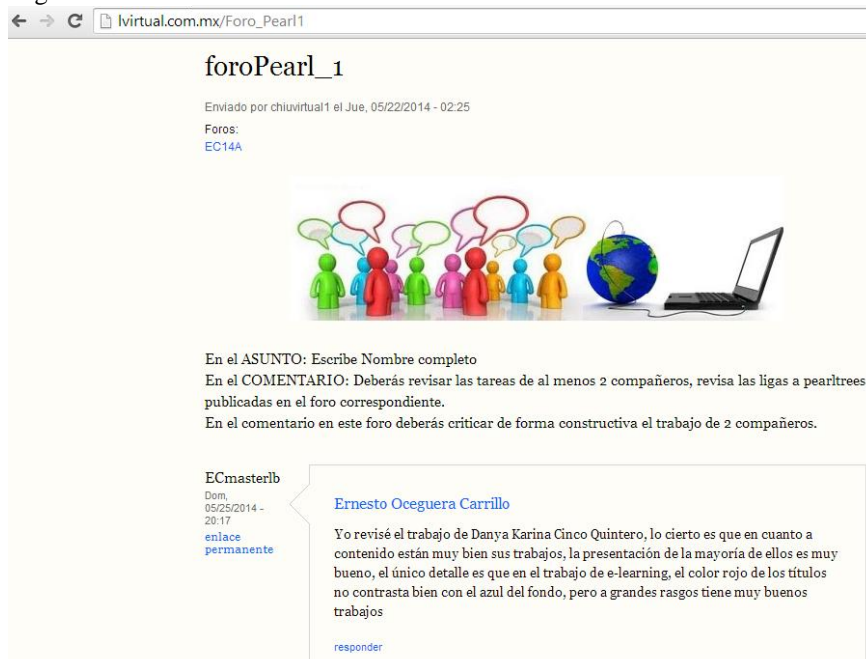 lvirtual.com.mx/Foro_Pearl1
foroPearl_1
Enviado por chiuvirtual1 el Jue, 05/22/2014 - 02:25
Foros:
EC14A
En el ASUNTO: Escribe Nombre completo
En el COMENTARIO: Deberás revisar las tareas de al menos 2 compañeros, revisa las ligas a pearltrees
publicadas en el foro correspondiente.
En el comentario en este foro deberás criticar de forma constructiva el trabajo de 2 compañeros.
ECmasterlb
Dom,
05/25/2014 -
20:17
enlace
permanente
Ernesto Oceguera Carrillo
Yo revisé el trabajo de Danya Karina Cinco Quintero, lo cierto es que en cuanto a
contenido están muy bien sus trabajos, la presentación de la mayoría de ellos es muy
bueno, el único detalle es que en el trabajo de e-learning, el color rojo de los títulos
no contrasta bien con el azul del fondo, pero a grandes rasgos tiene muy buenos
trabajos
responder